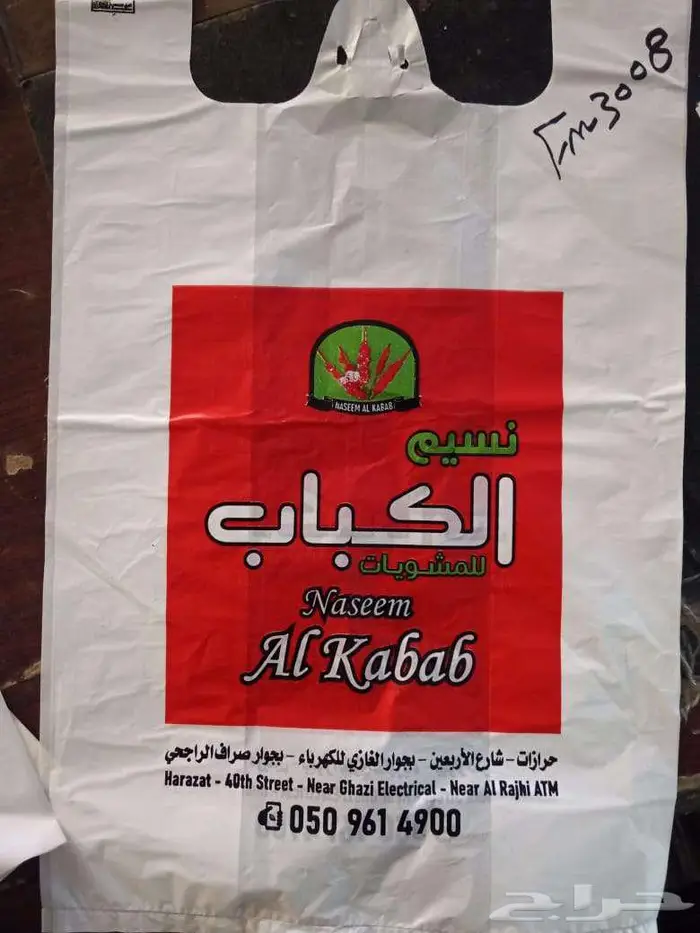 3008
NASEEM AL KABAB
نسيم
الكباب
للمشويات
Naseem
Al Kabab
حرازات - شارع الأربعين - بجوار الغازي للكهرباء - بجوار صراف الراجحي
Harazat - 40th Street - Near Ghazi Electrical - Near Al Rajhi ATM
050 961 4900
حراج